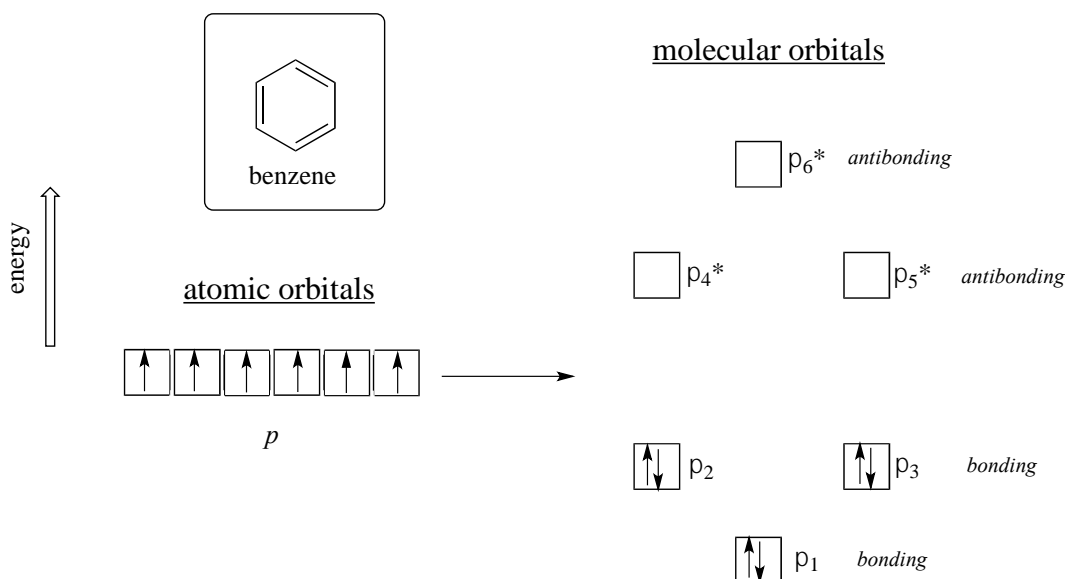 molecular orbitals
benzene
p6* antibonding
energy
p4*
p5* antibonding
atomic orbitals
p
p2
p3 bonding
p1 bonding